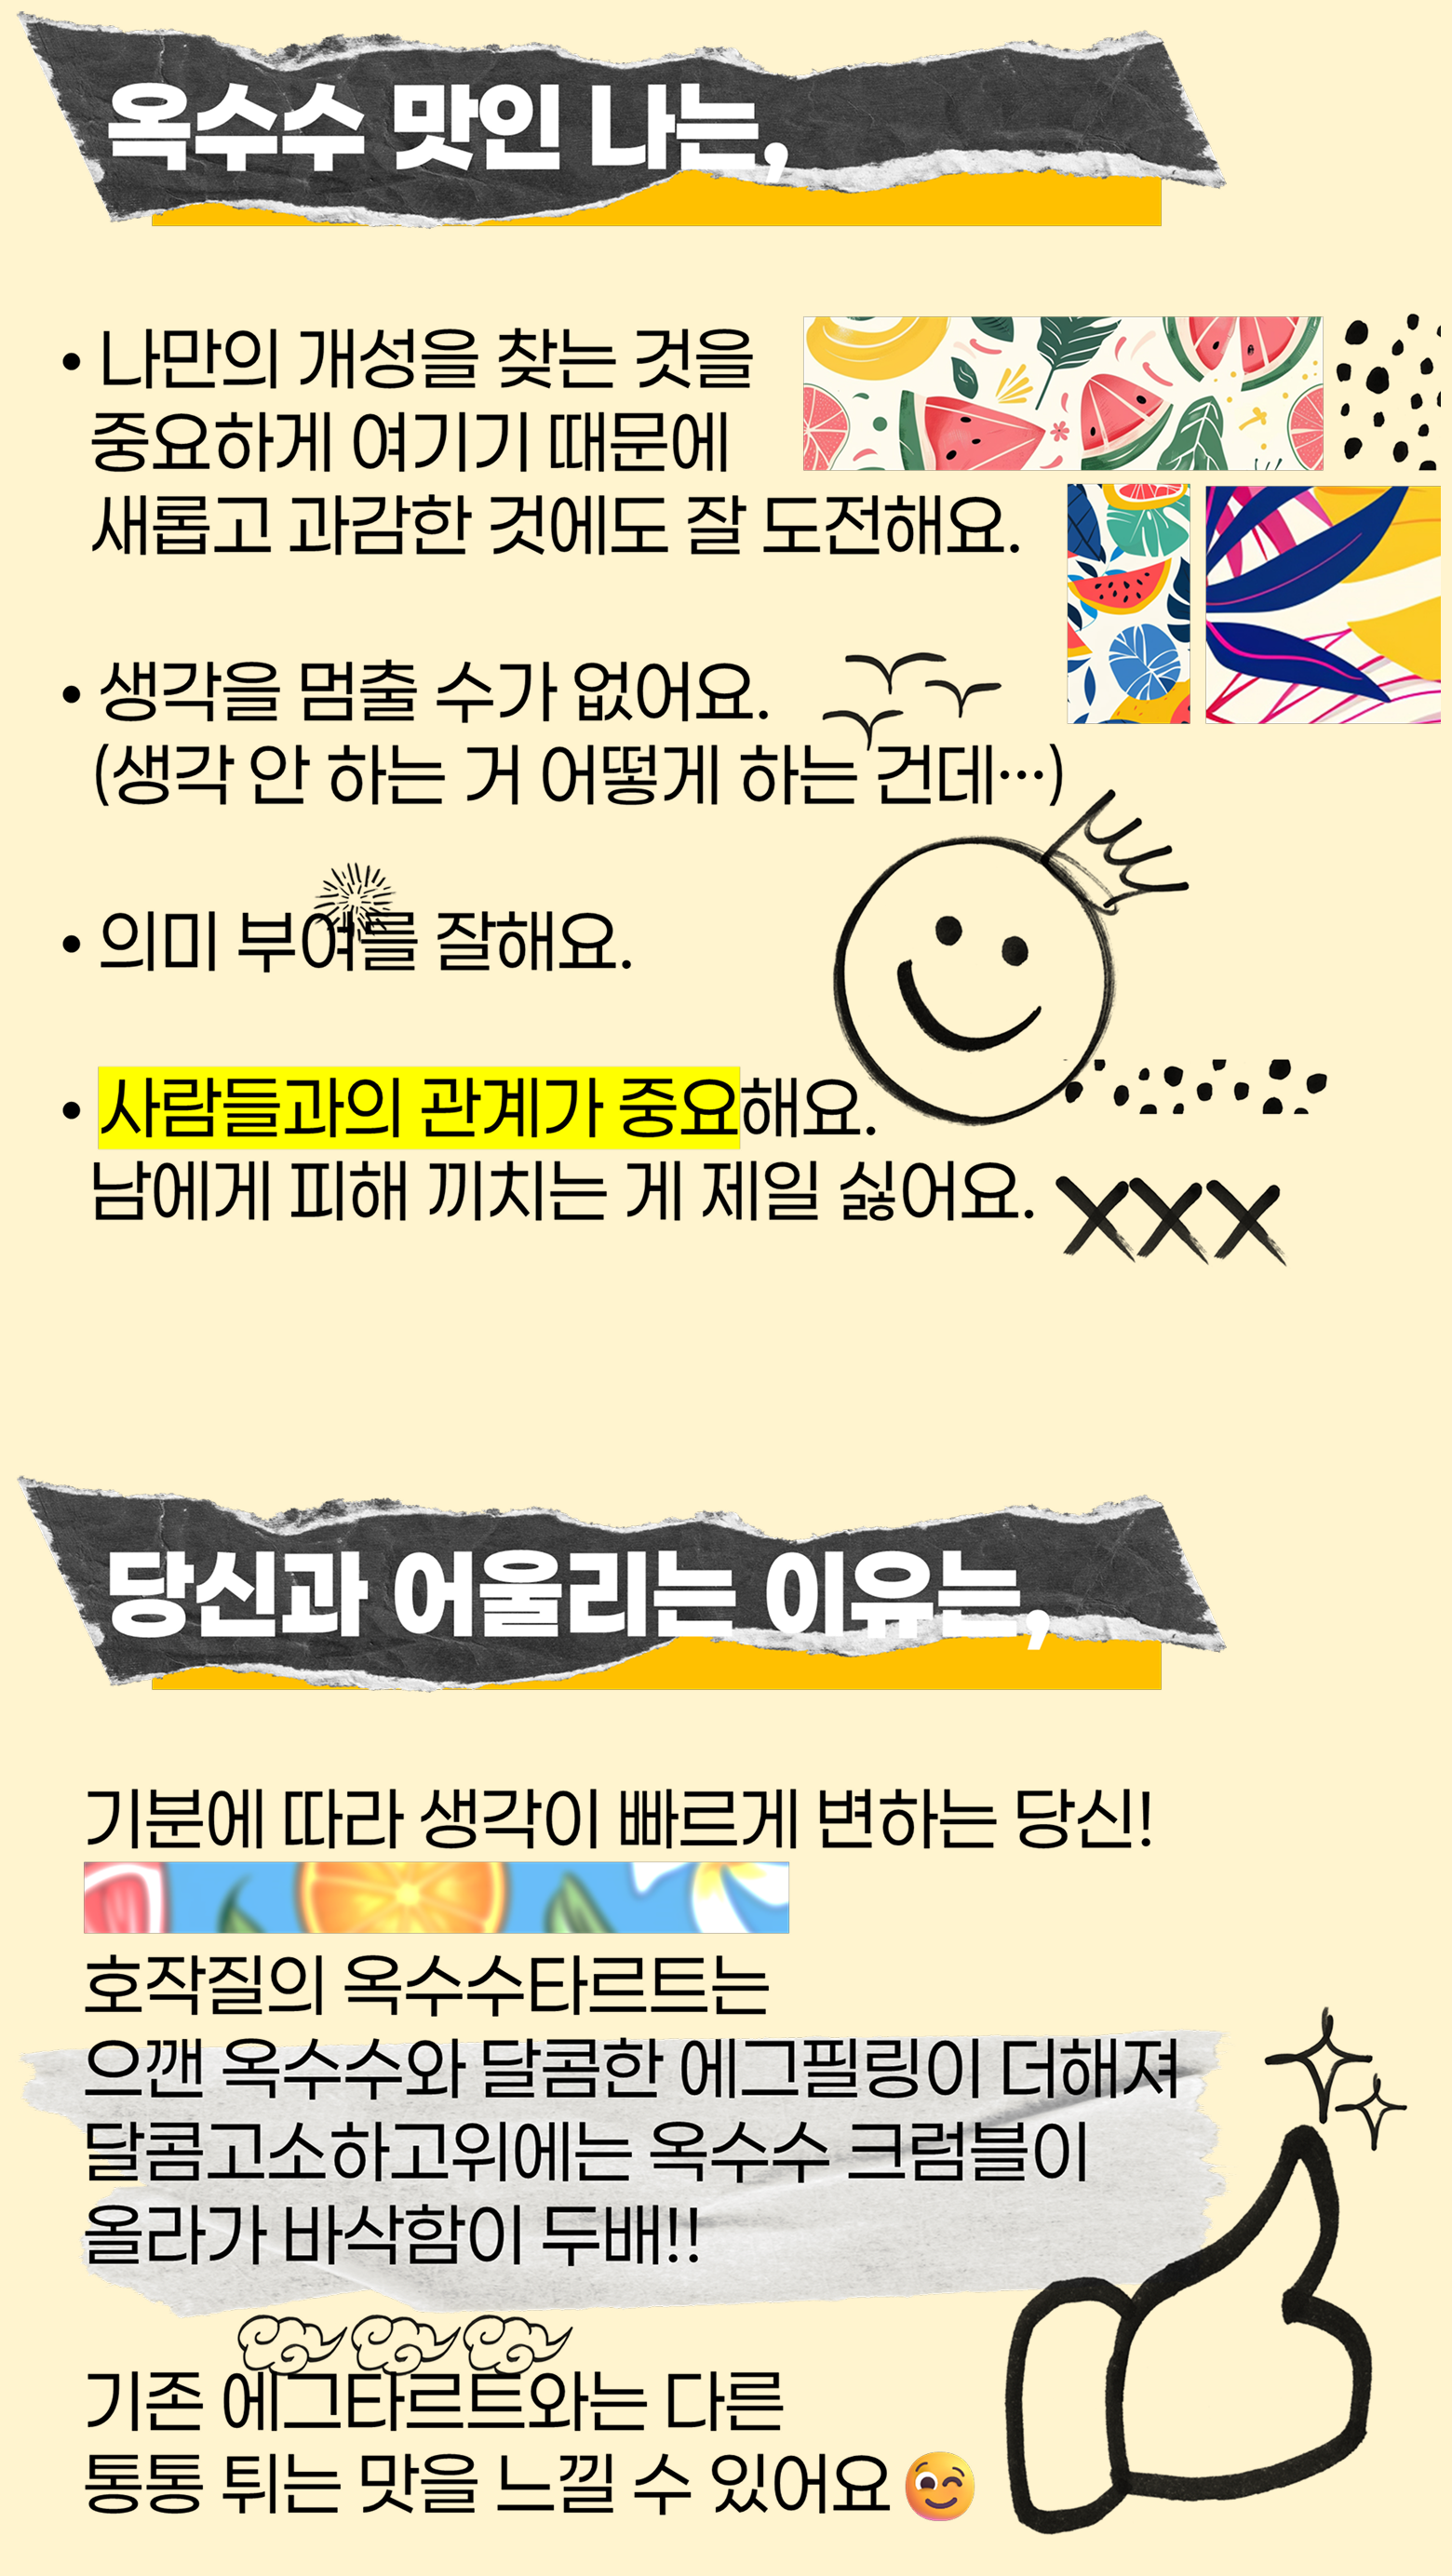 옥수수 맛인 나는,
• 나만의 개성을 찾는 것을
중요하게 여기기 때문에
새롭고 과감한 것에도 잘 도전해요.
• 생각을 멈출 수가 없어요.
(생각 안 하는 거 어떻게 하는 건데…)
• 의미 부여를 잘해요.
• 사람들과의 관계가 중요해요.
남에게 피해 끼치는 게 제일 싫어요.
당신과 어울리는 이유는,
기분에 따라 생각이 빠르게 변하는 당신!
호작질의 옥수수타르트는
으깬 옥수수와 달콤한 에그필링이 더해져
달콤고소하고위에는 옥수수 크럼블이
올라가 바삭함이 두배!!
기존 에그타르트와는 다른
통통 튀는 맛을 느낄 수 있어요 😉